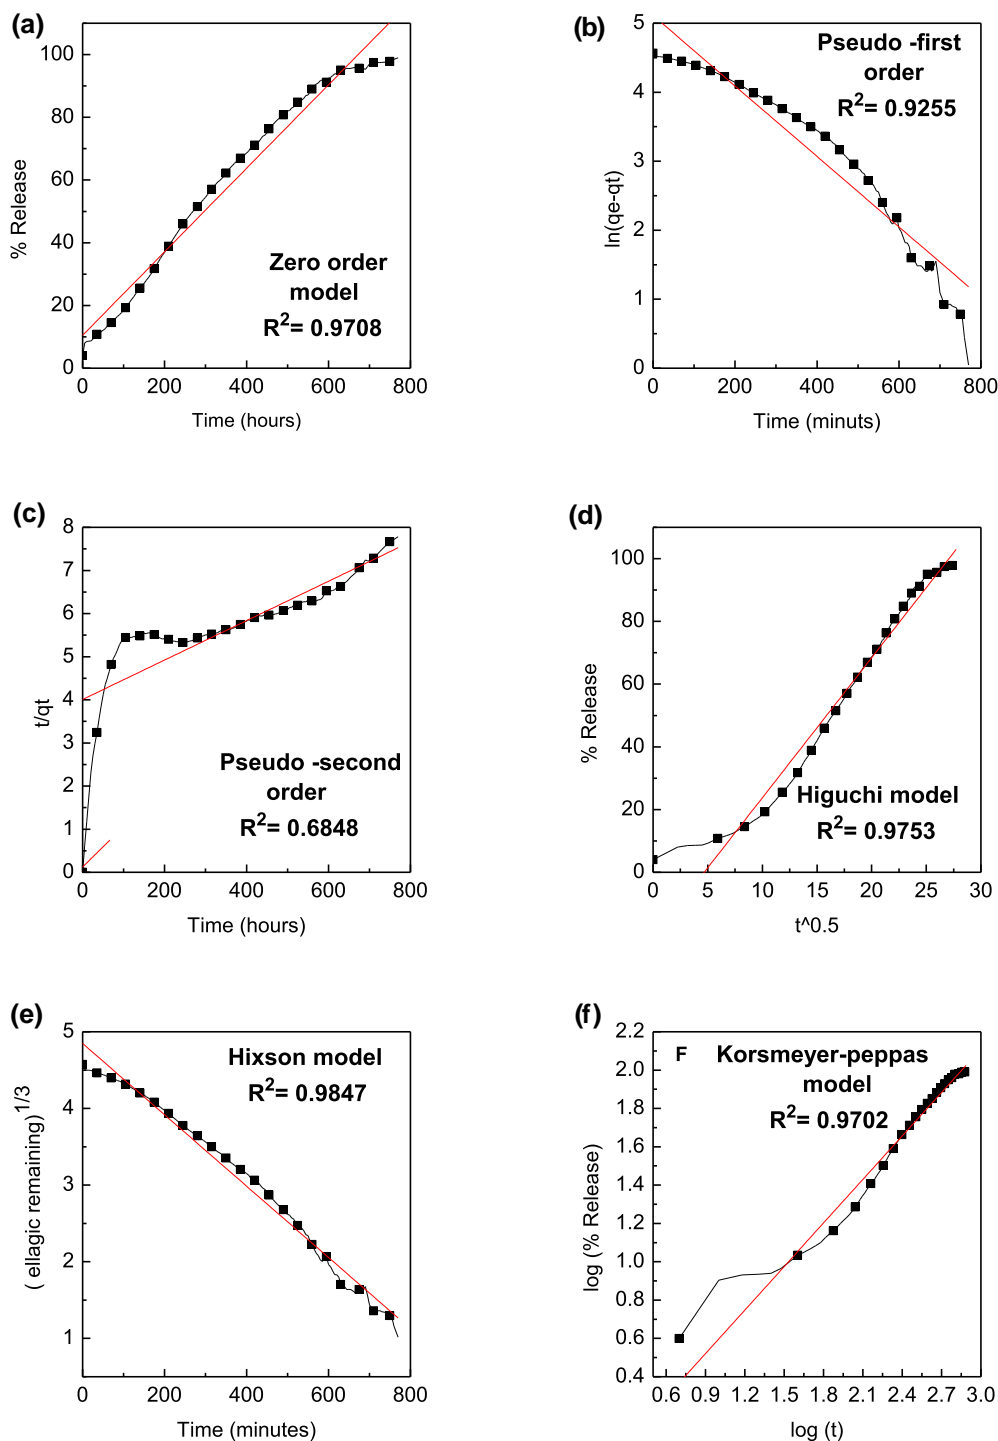 (a)
100
80
60
40
20
0
% Release
Zero order
model
R²= 0.9708
0 200 400 600 800
Time (hours)
(b)
5
4
3
2
1
0
ln(qe-qt)
Pseudo -first
order
R²= 0.9255
0 200 400 600 800
Time (minuts)
(c)
8
7
6
5
4
3
2
1
0
t/qt
Pseudo -second
order
R²= 0.6848
0 200 400 600 800
Time (hours)
(d)
100
80
60
40
20
0
% Release
Higuchi model
R²= 0.9753
0 5 10 15 20 25 30
t^0.5
(e)
5
4
3
2
1
( ellagic remaining)^1/3
Hixson model
R²= 0.9847
0 200 400 600 800
Time (minutes)
(f)
2.2
2.0
1.8
1.6
1.4
1.2
1.0
0.8
0.6
0.4
log (% Release)
F Korsmeyer-peppas
model
R²= 0.9702
0.6 0.9 1.2 1.5 1.8 2.1 2.4 2.7 3.0
log (t)